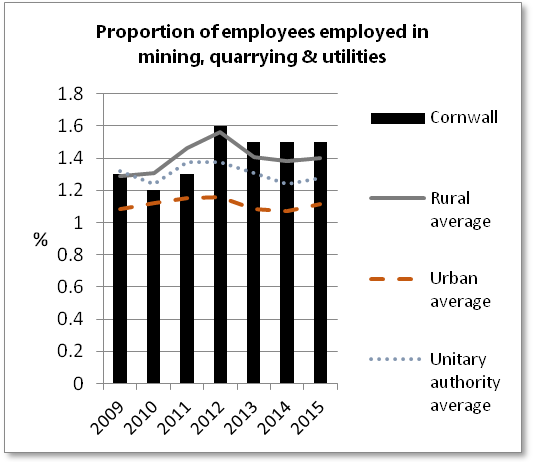 Proportion of employees employed in
mining, quarrying & utilities
1.8
1.6
1.4
1.2
1
0.8
0.6
0.4
0.2
0
%
2009
2010
2011
2012
2013
2014
2015
Cornwall
Rural
average
Urban
average
Unitary
authority
average